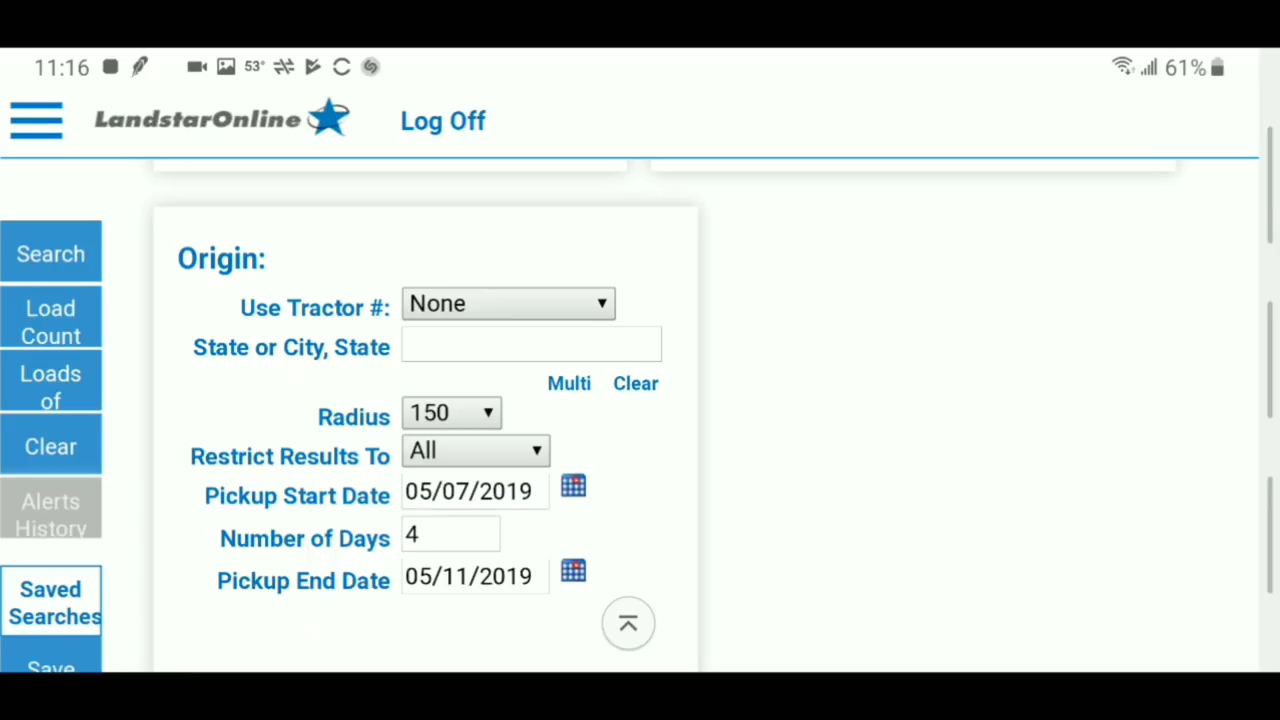 11:16 53° 61%
LandstarOnline Log Off
Search
Load
Count
Loads
of
Clear
Alerts
History
Saved
Searches
Save
Origin:
Use Tractor #: None
State or City, State
Multi Clear
Radius 150
Restrict Results To All
Pickup Start Date 05/07/2019
Number of Days 4
Pickup End Date 05/11/2019